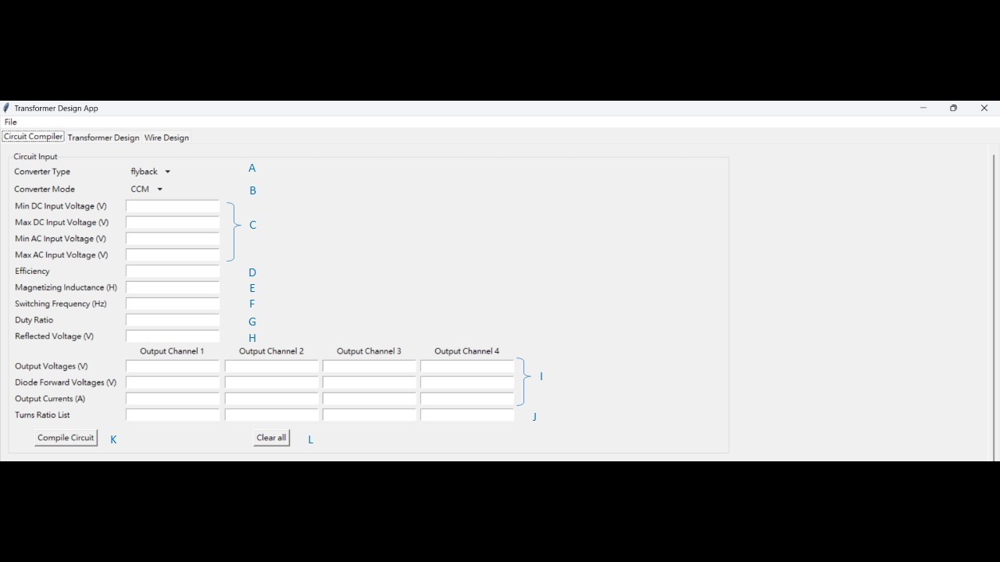 Transformer Design App
File
Circuit Compiler Transformer Design Wire Design
Circuit Input
Converter Type flyback A
Converter Mode CCM B
Min DC Input Voltage (V)
Max DC Input Voltage (V) C
Min AC Input Voltage (V)
Max AC Input Voltage (V)
Efficiency D
Magnetizing Inductance (H) E
Switching Frequency (Hz) F
Duty Ratio G
Reflected Voltage (V) H
Output Channel 1 Output Channel 2 Output Channel 3 Output Channel 4
Output Voltages (V)
Diode Forward Voltages (V) I
Output Currents (A)
Turns Ratio List J
Compile Circuit K Clear all L